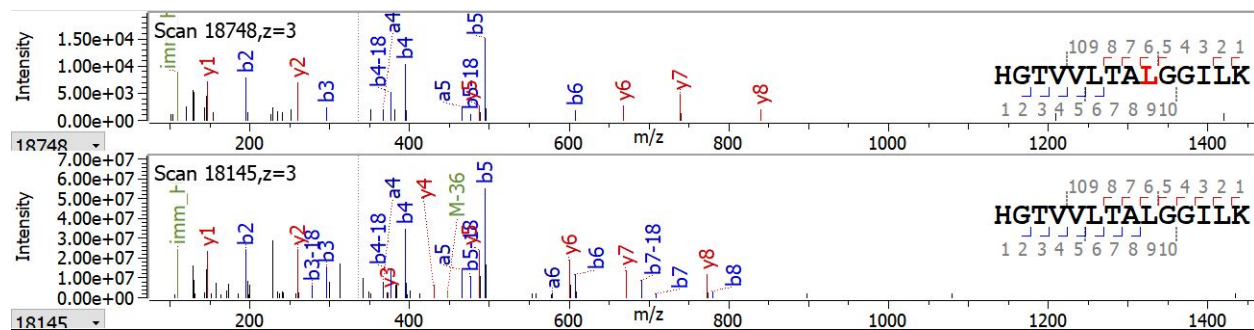 Intensity
1.50e+04
1.00e+04
5.00e+03
0.00e+00
Scan 18748,z=3
y1
b2
y2
b3
b4-18
a4
b4
a5
b5-18
b5
b6
y6
y7
y8
109 8 7 6 5 4 3 2 1
HGTVVLTALGGILK
1 2 3 4 5 6 7 8 910
200 400 600 m/z 800 1000 1200 1400
18748
Intensity
7.00e+07
6.00e+07
5.00e+07
4.00e+07
3.00e+07
2.00e+07
1.00e+07
0.00e+00
Scan 18145,z=3
imm_H
y1
b2
y2
b3-18
b3
b4-18
y3
a4
b4
y4
M-36
a5
b5-18
b5
a6
y6
b6
y7
b7-18
b7
y8
b8
109 8 7 6 5 4 3 2 1
HGTVVLTALGGILK
1 2 3 4 5 6 7 8 910
200 400 600 m/z 800 1000 1200 1400
18145